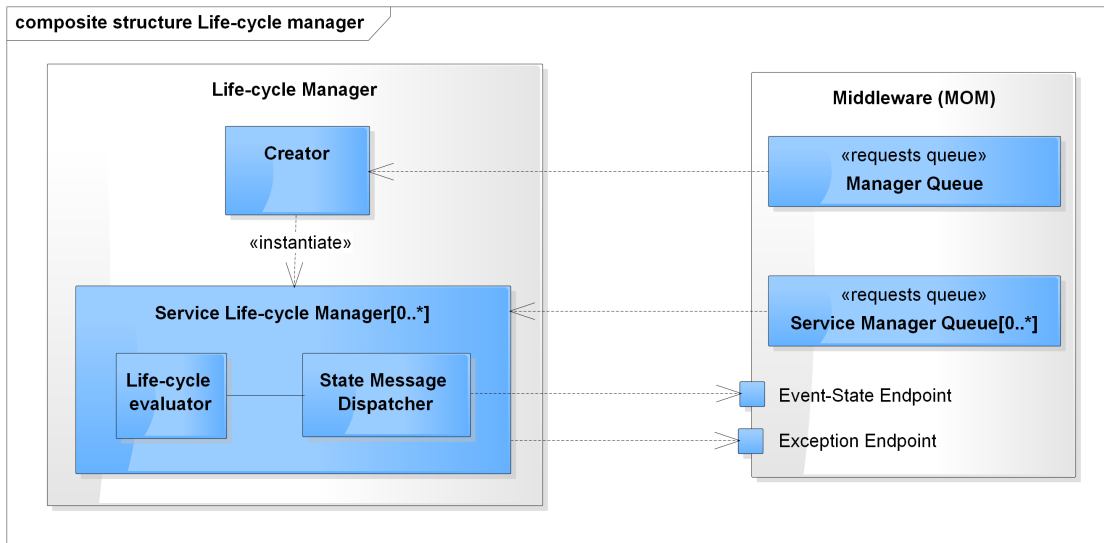 composite structure Life-cycle manager
Life-cycle Manager
Creator
«instantiate»
Service Life-cycle Manager[0..*]
Life-cycle
evaluator
State Message
Dispatcher
Middleware (MOM)
«requests queue»
Manager Queue
«requests queue»
Service Manager Queue[0..*]
Event-State Endpoint
Exception Endpoint